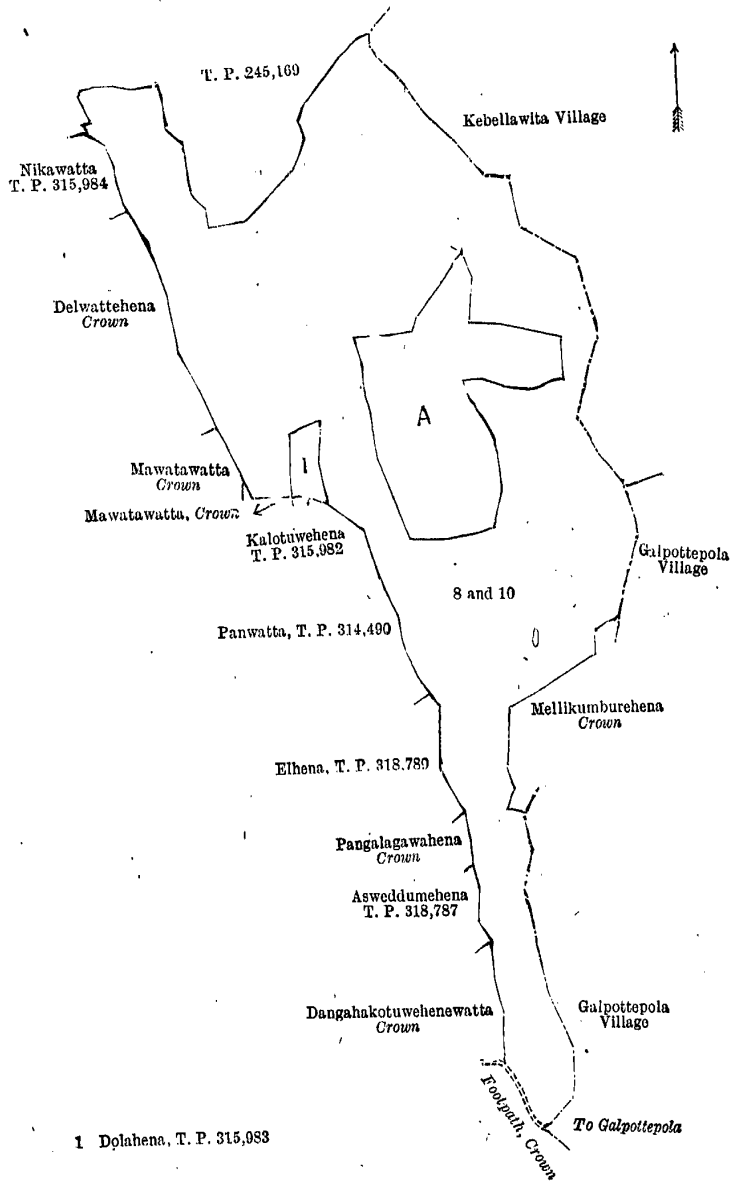 T. P. 245,169
Kebellawita Village
Nikawatta
T. P. 315,984
Delwattehena
Crown
A
1
Mawatawatta
Crown
Mawatawatta, Crown
Kalotuwehena
T. P. 315,982
Galpottepola
Village
8 and 10
Panwatta, T. P. 314,490
Mellikumburehena
Crown
Elhena, T. P. 318,789
Pangalagawahena
Crown
Asweddumehena
T. P. 318,787
Dangahakotuwehenewatta
Crown
Galpottepola
Village
Footpath, Crown
To Galpottepola
1 Dolahena, T. P. 315,983